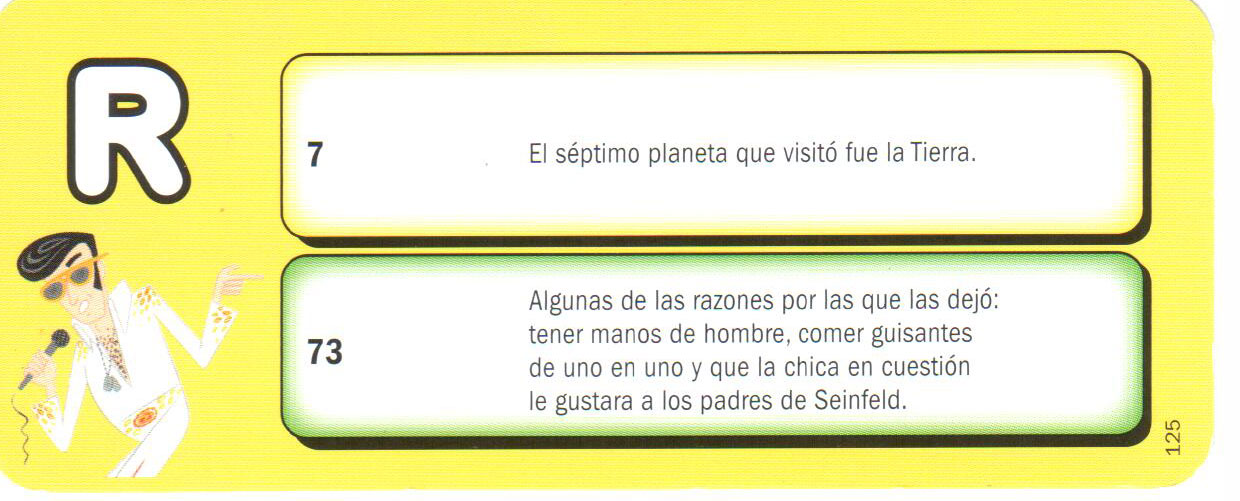 R
7
El séptimo planeta que visitó fue la Tierra.
73
Algunas de las razones por las que las dejó:
tener manos de hombre, comer guisantes
de uno en uno y que la chica en cuestión
le gustara a los padres de Seinfeld.
125